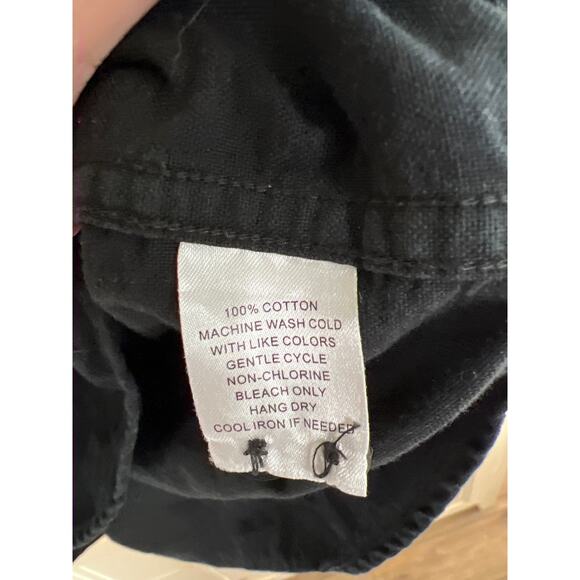 100% COTTON
MACHINE WASH COLD
WITH LIKE COLORS
GENTLE CYCLE
NON-CHLORINE
BLEACH ONLY
HANG DRY
COOL IRON IF NEEDED